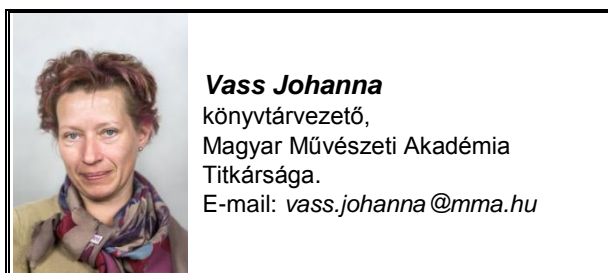 Vass Johanna
könyvtárvezető,
Magyar Művészeti Akadémia
Titkársága.
E-mail: vass.johanna@mma.hu